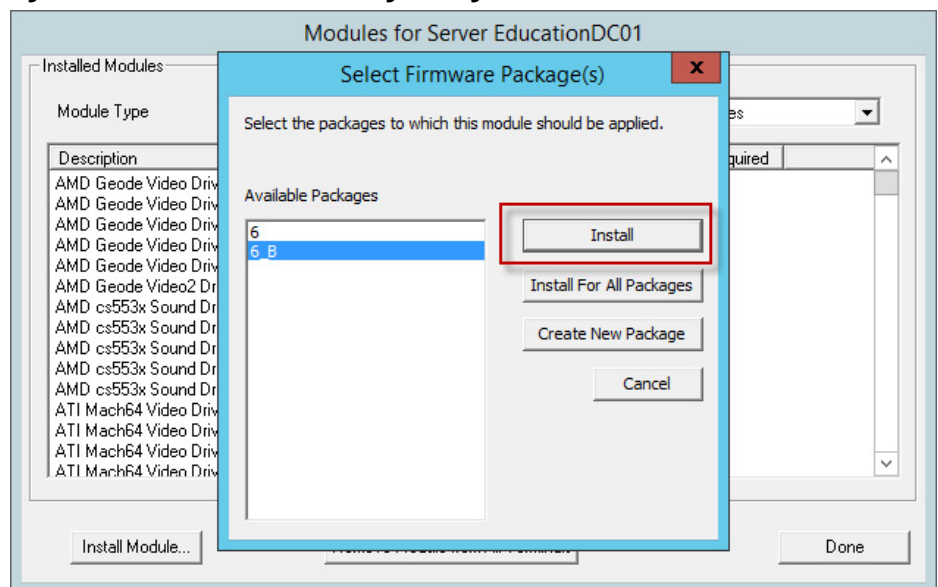 Modules for Server EducationDC01
Installed Modules
Module Type
es
Description
quired
AMD Geode Video Driv
AMD Geode Video Driv
AMD Geode Video Driv
AMD Geode Video Driv
AMD Geode Video Driv
AMD Geode Video2 Dr
AMD cs553x Sound Dr
AMD cs553x Sound Dr
AMD cs553x Sound Dr
AMD cs553x Sound Dr
AMD cs553x Sound Dr
ATI Mach64 Video Driv
ATI Mach64 Video Driv
ATI Mach64 Video Driv
ATI Mach64 Video Driv
Select Firmware Package(s)
x
Select the packages to which this module should be applied.
Available Packages
6
6_B
Install
Install For All Packages
Create New Package
Cancel
Install Module...
Done